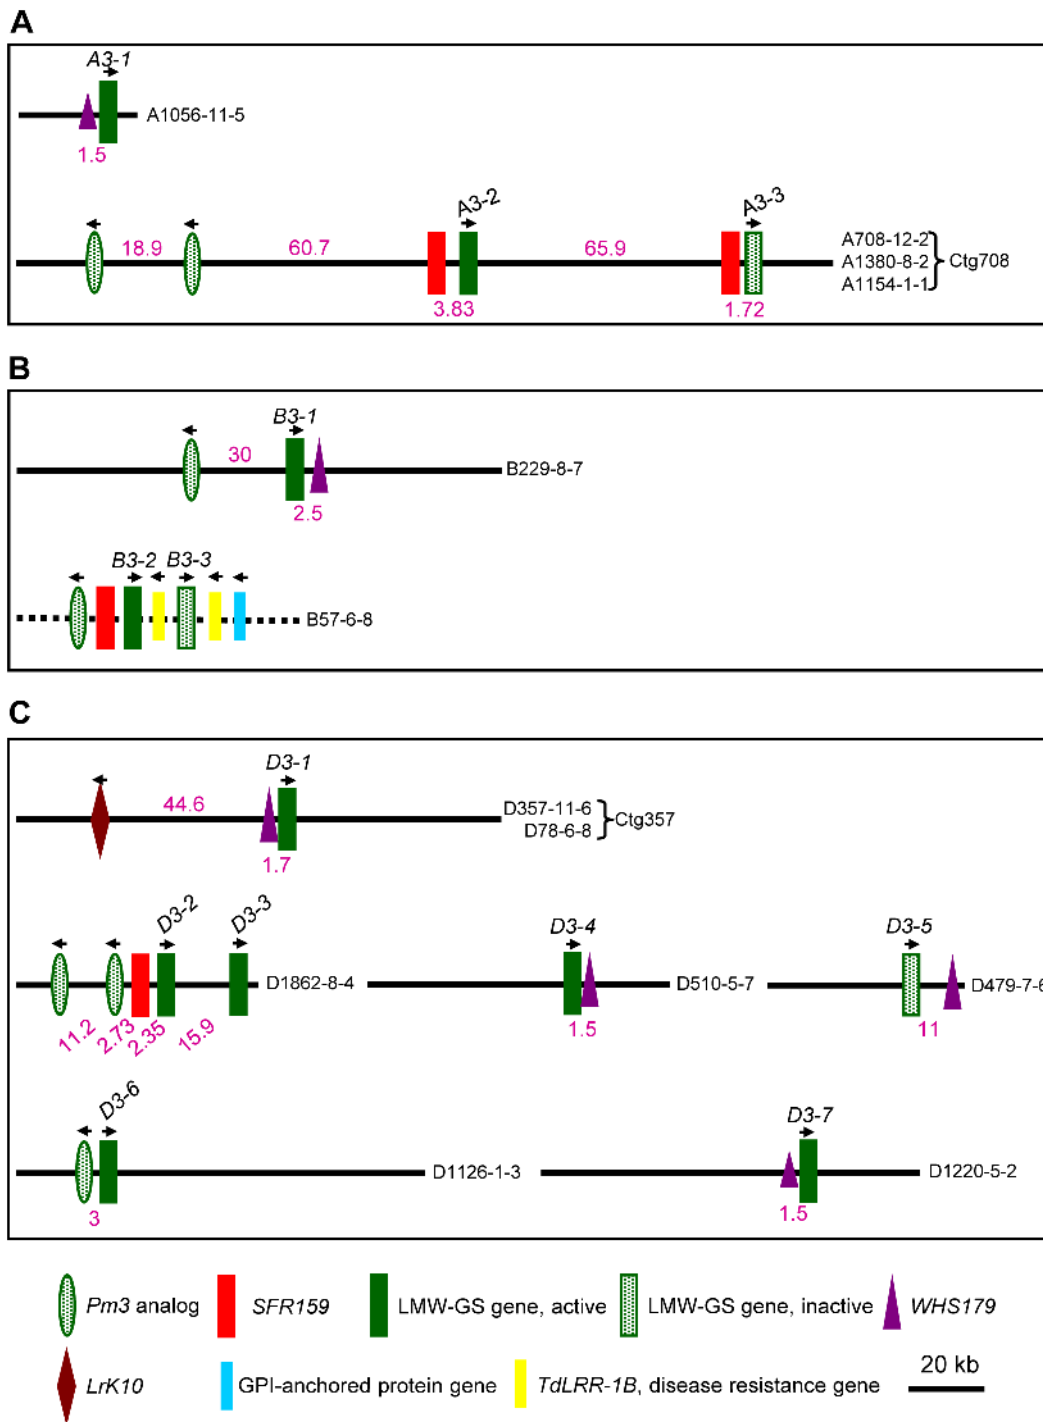 A
A3-1
A1056-11-5
1.5
A3-2
A3-3
18.9
60.7
65.9
A708-12-2
A1380-8-2
A1154-1-1
Ctg708
3.83
1.72
B
B3-1
30
B229-8-7
2.5
B3-2
B3-3
B57-6-8
C
D3-1
44.6
D357-11-6
D78-6-8
Ctg357
1.7
D3-2
D3-3
D3-4
D3-5
D1862-8-4
D510-5-7
D479-7-6
11.2
2.73
2.35
15.9
1.5
11
D3-6
D3-7
D1126-1-3
D1220-5-2
3
1.5
Pm3 analog
SFR159
LMW-GS gene, active
LMW-GS gene, inactive
WHS179
LrK10
GPI-anchored protein gene
TdLRR-1B, disease resistance gene
20 kb